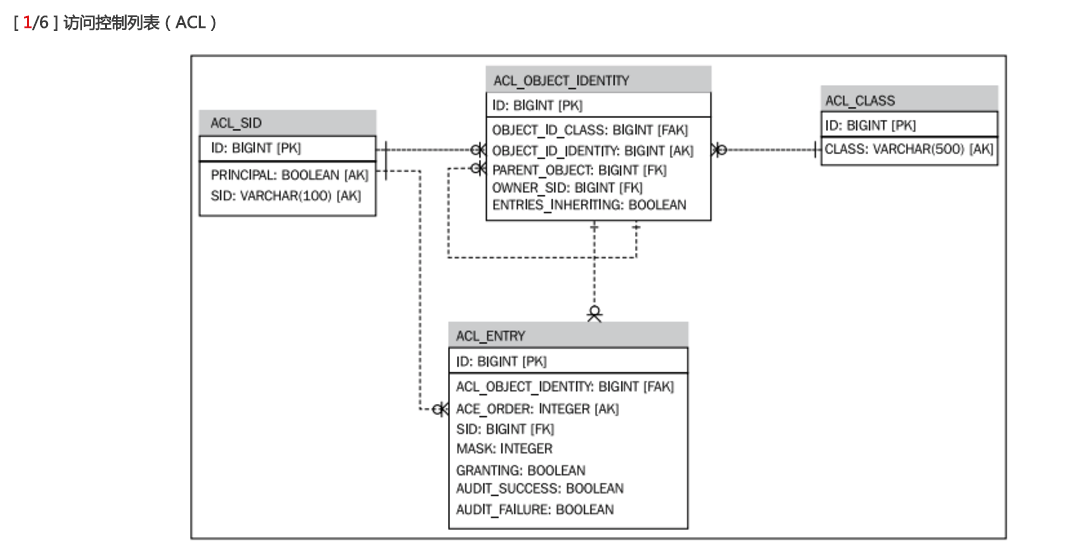 [ 1/6 ] 访问控制列表 ( ACL )
ACL_SID
ID: BIGINT [PK]
PRINCIPAL: BOOLEAN [AK]
SID: VARCHAR(100) [AK]
ACL_OBJECT_IDENTITY
ID: BIGINT [PK]
OBJECT_ID_CLASS: BIGINT [FAK]
OBJECT_ID_IDENTITY: BIGINT [AK]
PARENT_OBJECT: BIGINT [FK]
OWNER_SID: BIGINT [FK]
ENTRIES_INHERITING: BOOLEAN
ACL_CLASS
ID: BIGINT [PK]
CLASS: VARCHAR(500) [AK]
ACL_ENTRY
ID: BIGINT [PK]
ACL_OBJECT_IDENTITY: BIGINT [FAK]
ACE_ORDER: INTEGER [AK]
SID: BIGINT [FK]
MASK: INTEGER
GRANTING: BOOLEAN
AUDIT_SUCCESS: BOOLEAN
AUDIT_FAILURE: BOOLEAN